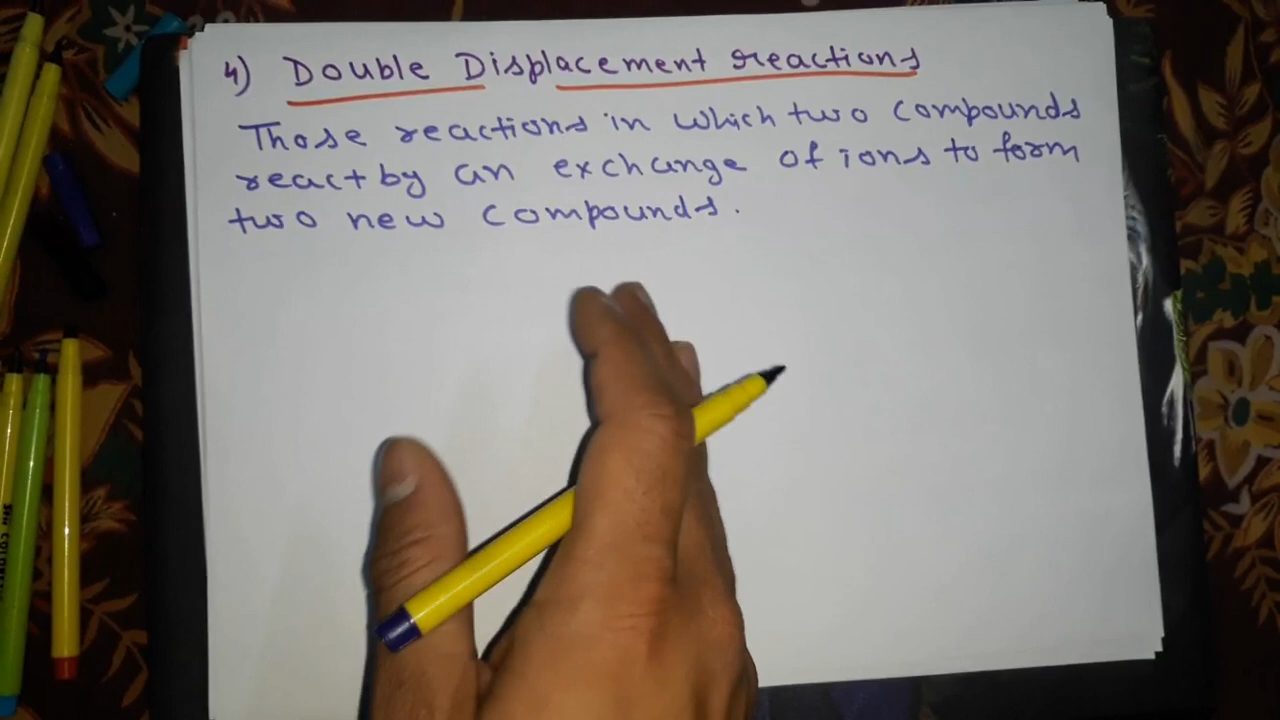 4) Double Displacement reactions
Those reactions in which two compounds
react by an exchange of ions to form
two new compounds.